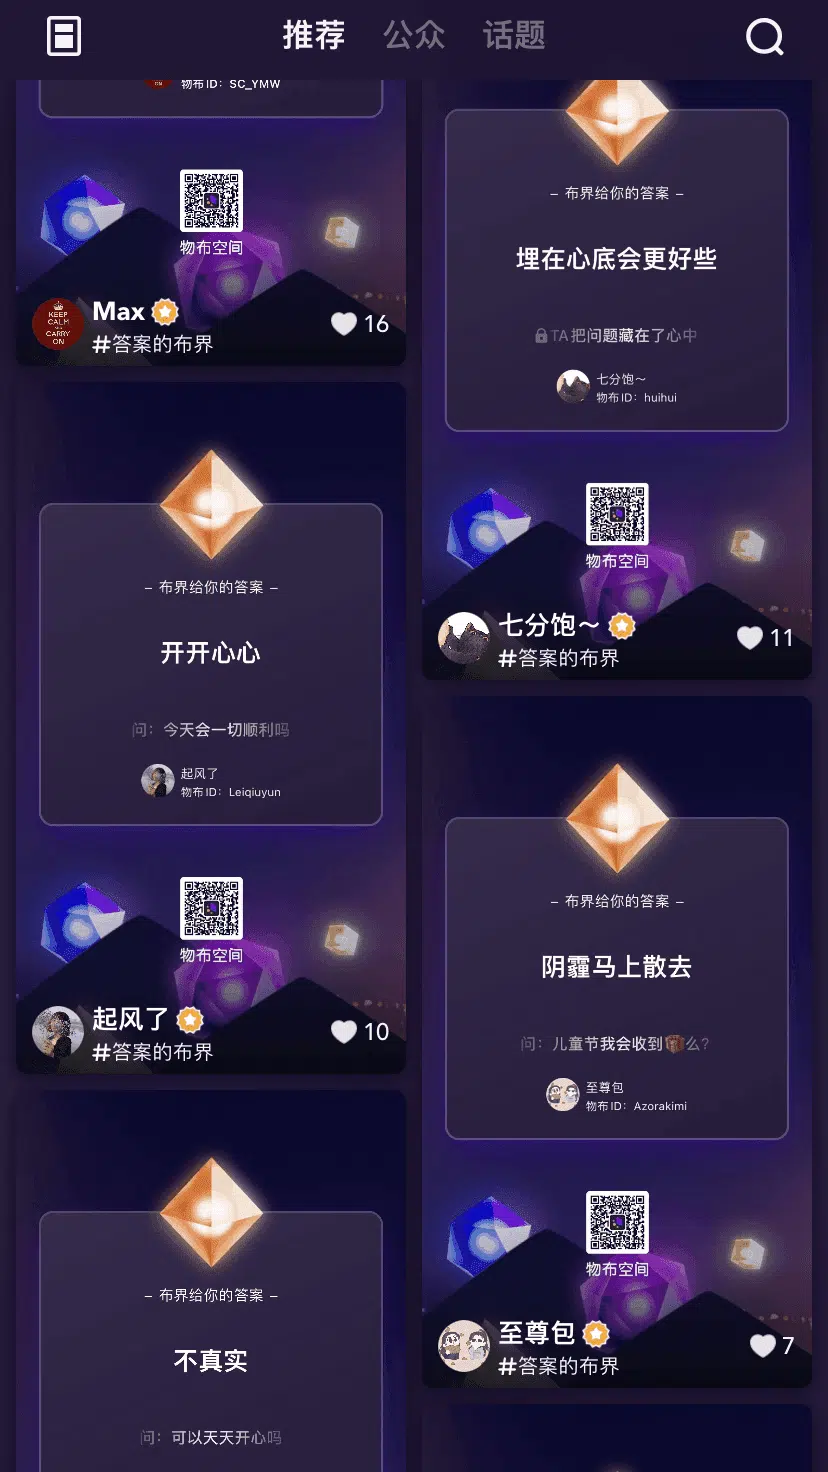 推荐 公众 话题
物布ID：SC_YMW
物布空间
KEEP
CALM
CARRY
ON
Max
16
#答案的布界
– 布界给你的答案 –
开开心心
问：今天会一切顺利吗
起风了
物布ID：Leiqiuyun
物布空间
起风了
10
#答案的布界
– 布界给你的答案 –
不真实
问：可以天天开心吗
– 布界给你的答案 –
埋在心底会更好些
TA把问题藏在了心中
七分饱～
物布ID：huihui
物布空间
七分饱～
11
#答案的布界
– 布界给你的答案 –
阴霾马上散去
问：儿童节我会收到📦么？
至尊包
物布ID：Azorakimi
物布空间
至尊包
7
#答案的布界